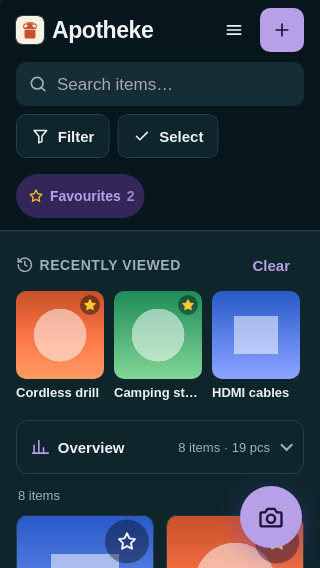 Apotheke
Search items…
Filter
Select
Favourites 2
RECENTLY VIEWED
Clear
Cordless drill
Camping st…
HDMI cables
Overview
8 items · 19 pcs
8 items